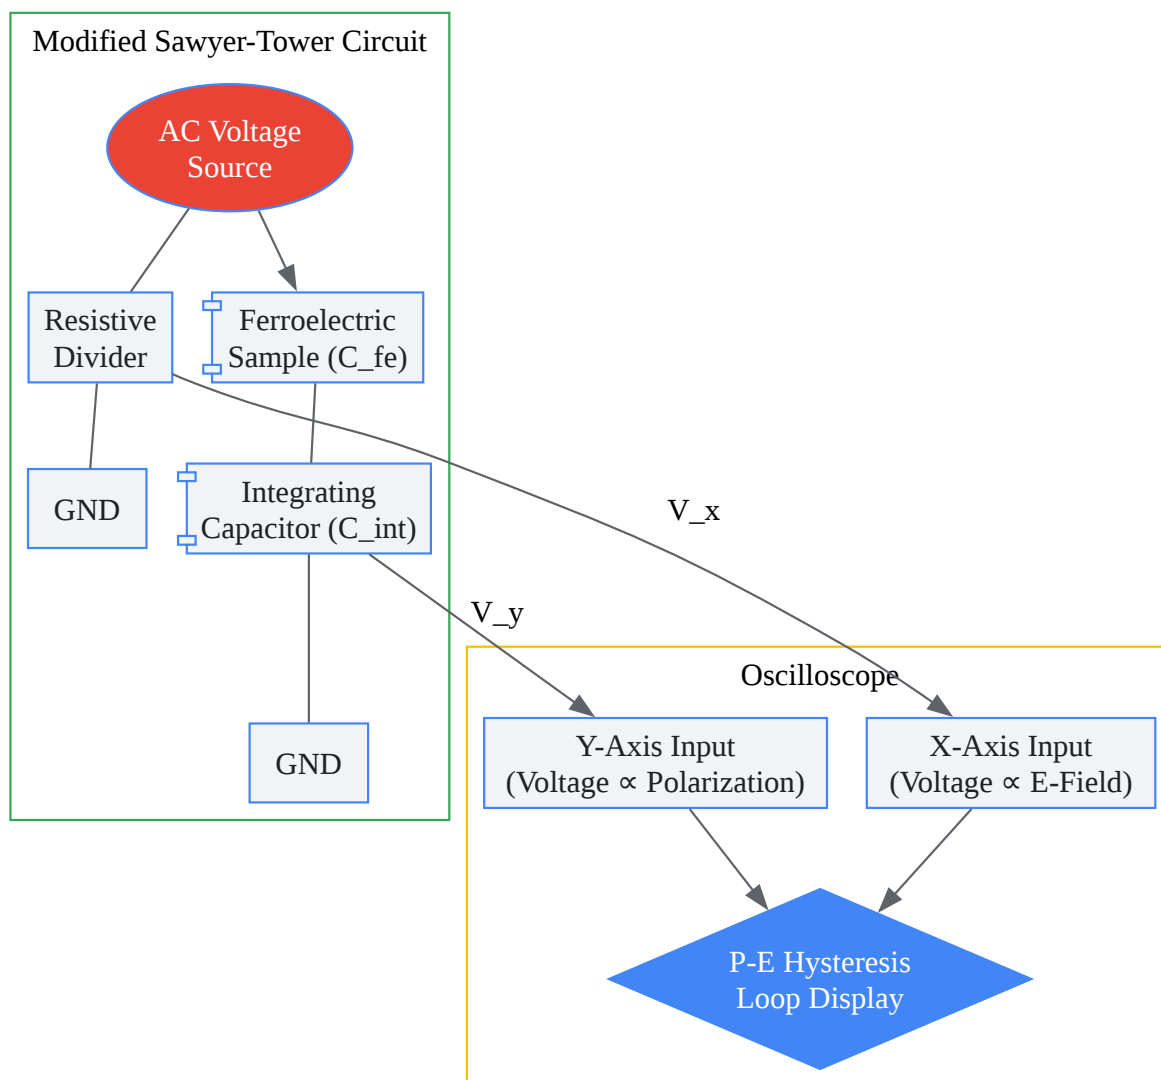 Modified Sawyer-Tower Circuit
AC Voltage
Source
Resistive
Divider
Ferroelectric
Sample (C_fe)
GND
Integrating
Capacitor (C_int)
V_x
V_y
GND
Oscilloscope
Y-Axis Input
(Voltage ∝ Polarization)
X-Axis Input
(Voltage ∝ E-Field)
P-E Hysteresis
Loop Display